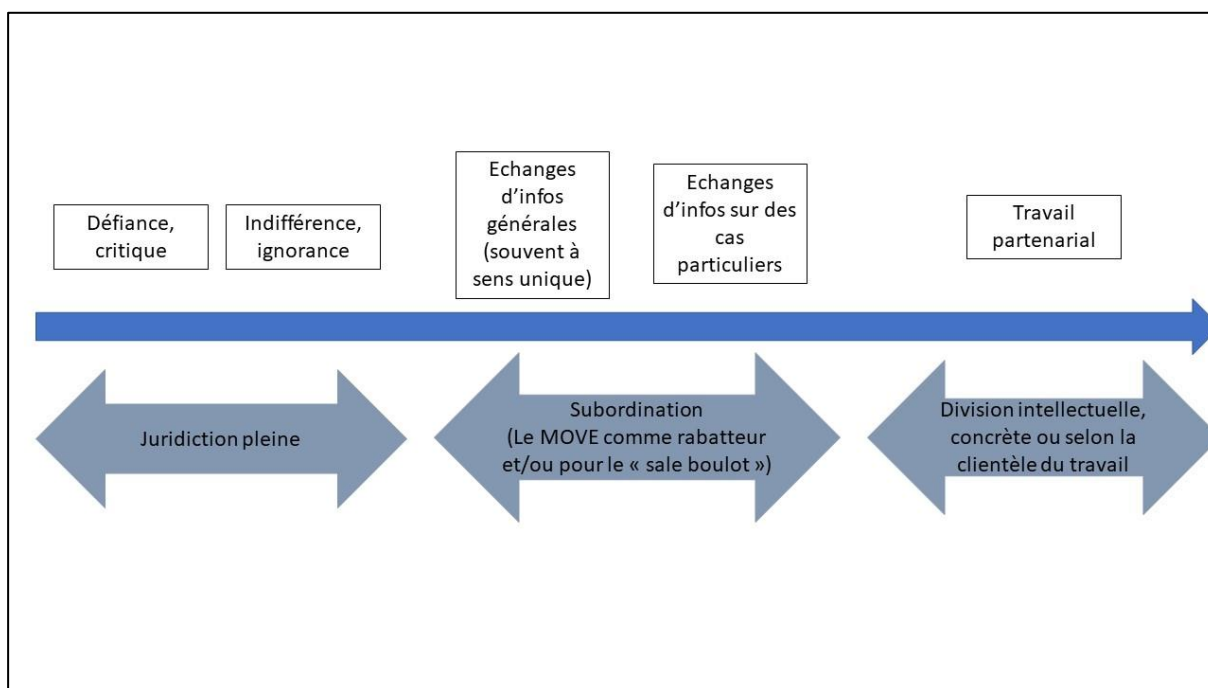 Défiance,
critique
Indifférence,
ignorance
Echanges
d’infos
générales
(souvent à
sens unique)
Echanges
d’infos sur des
cas
particuliers
Travail
partenarial
Juridiction pleine
Subordination
(Le MOVE comme rabatteur
et/ou pour le « sale boulot »)
Division intellectuelle,
concrète ou selon la
clientèle du travail